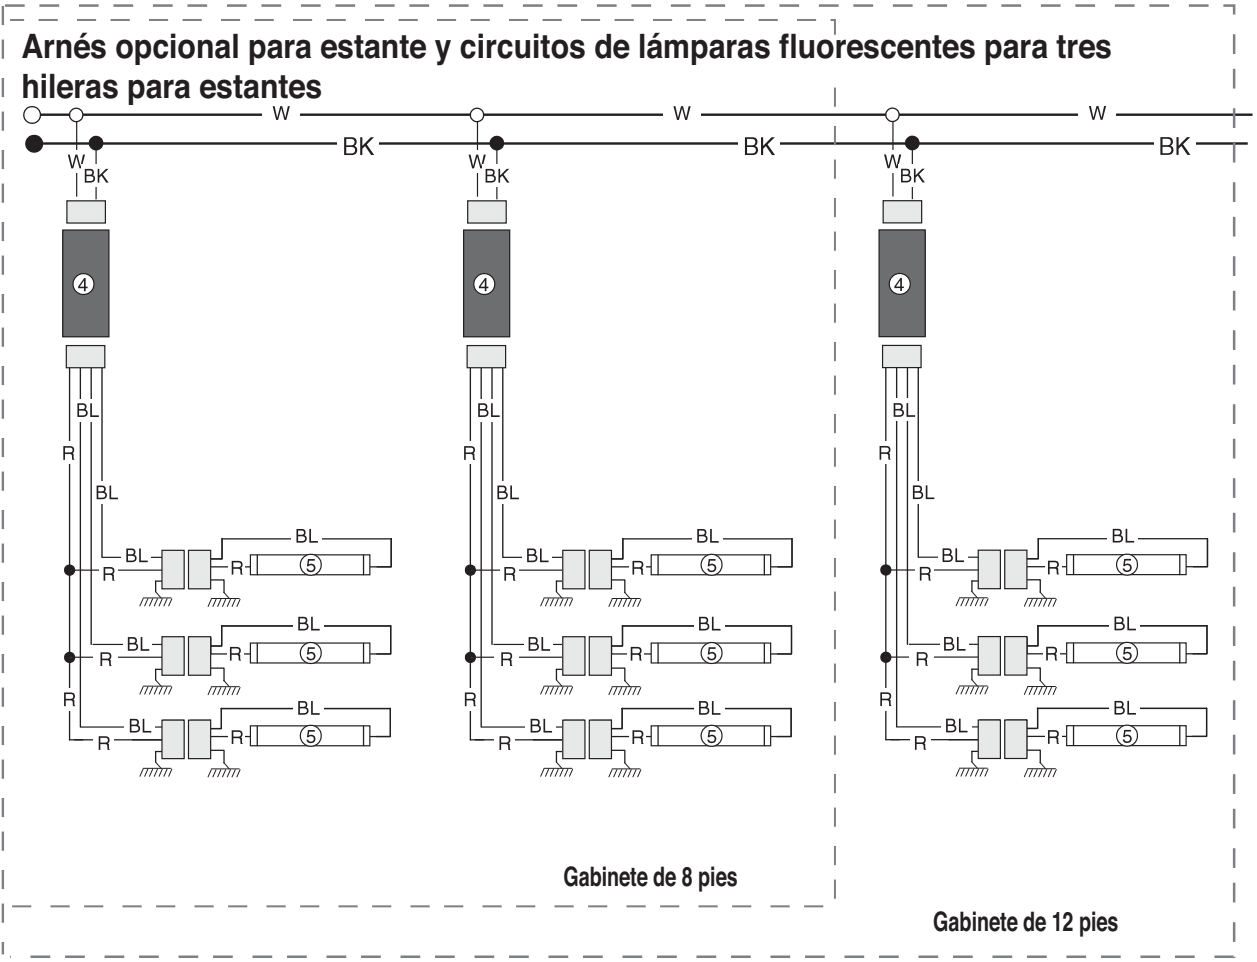 Arnés opcional para estante y circuitos de lámparas fluorescentes para tres
hileras para estantes
W W W
BK BK BK
W W W
BK BK BK
4 4 4
BL BL BL
R R R
BL BL BL
BL BL BL
BL BL BL
R R 5 R R 5 R R 5
BL BL BL
BL BL BL
R R 5 R R 5 R R 5
R R R
BL BL BL
BL BL BL
R R 5 R R 5 R R 5
Gabinete de 8 pies
Gabinete de 12 pies